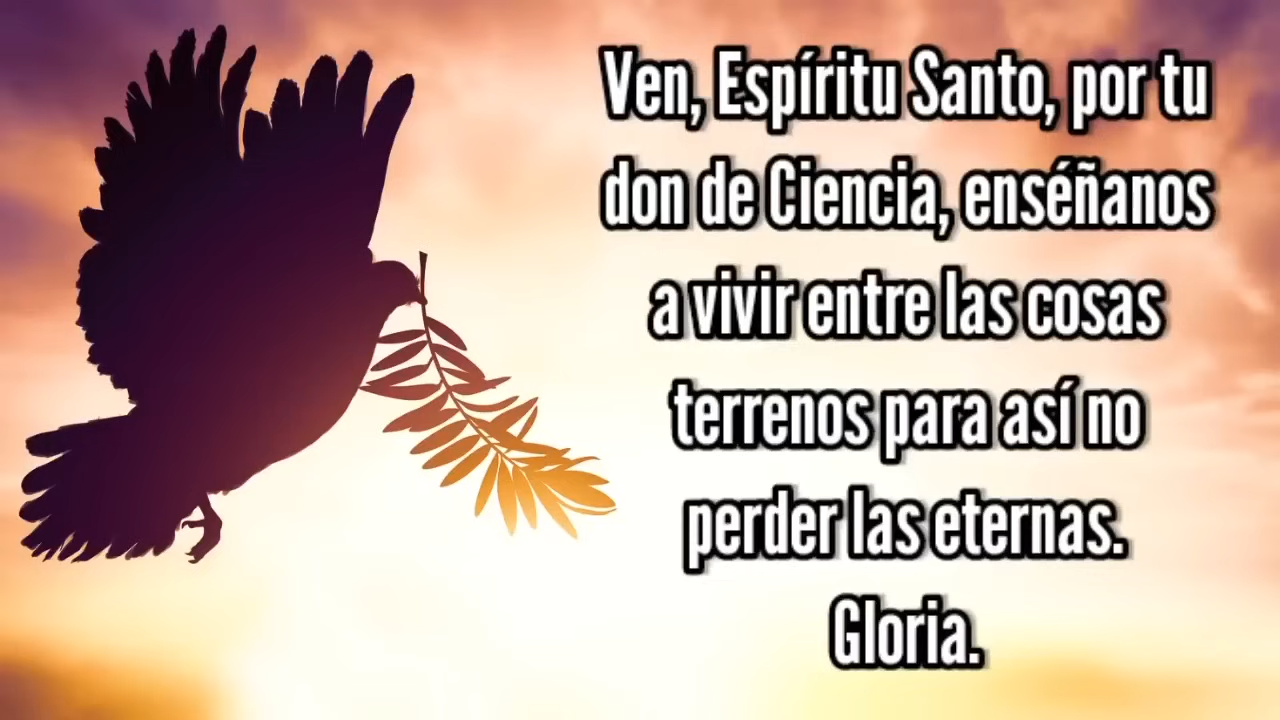 Ven, Espíritu Santo, por tu
don de Ciencia, enséñanos
a vivir entre las cosas
terrenos para así no
perder las eternas.
Gloria.